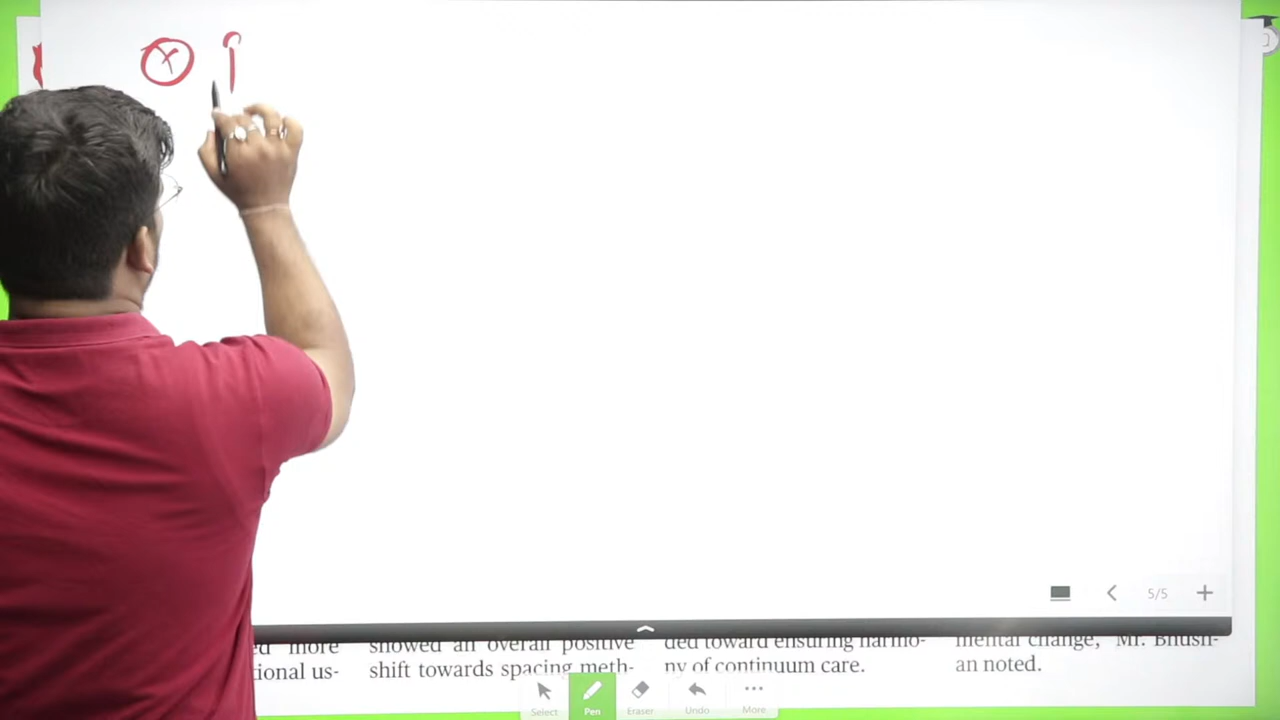 5/5
ed more
tional us-
showed an overall positive
shift towards spacing meth-
ded toward ensuring harmo-
ny of continuum care.
mental change, Mr. Bhush-
an noted.
Select
Pen
Eraser
Undo
More